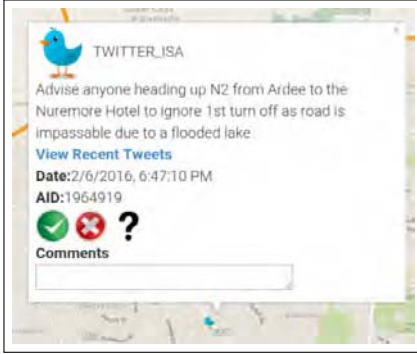 TWITTER_ISA
Advise anyone heading up N2 from Ardee to the
Nuremore Hotel to ignore 1st turn off as road is
impassable due to a flooded lake
View Recent Tweets
Date:2/6/2016, 6:47:10 PM
AID:1964919
?
Comments